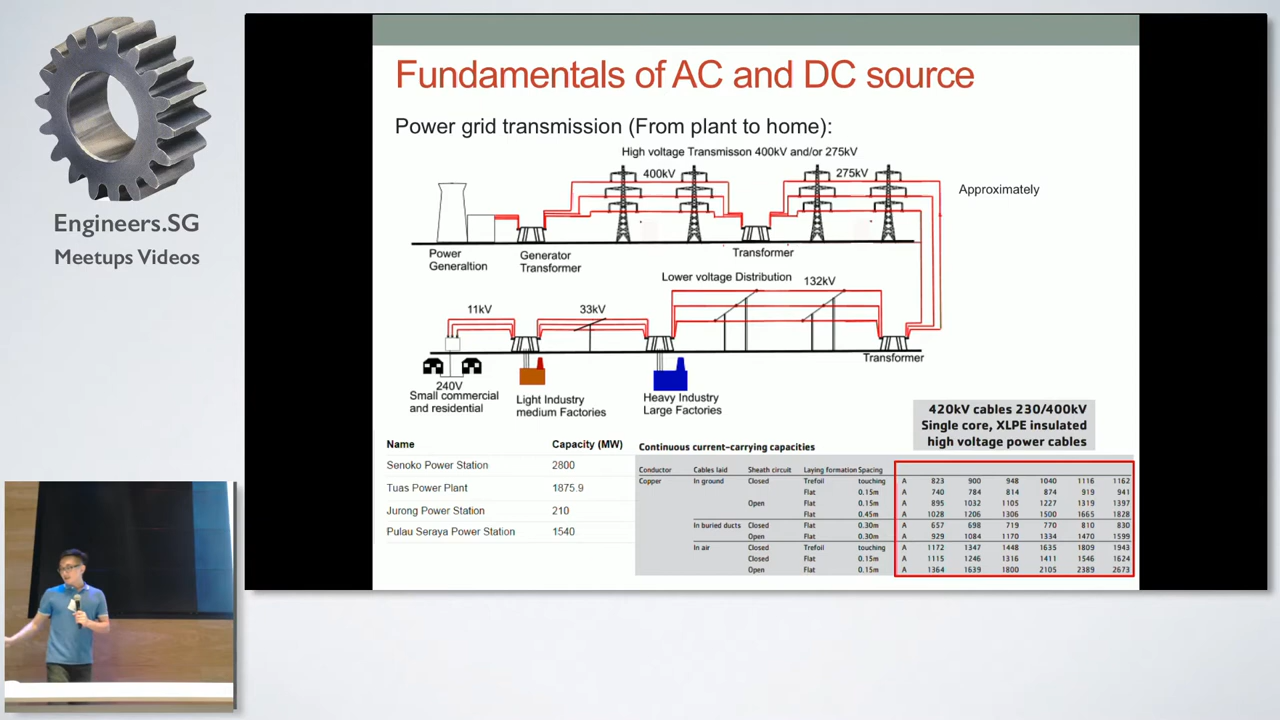 Engineers.SG
Meetups Videos
Fundamentals of AC and DC source
Power grid transmission (From plant to home):
High voltage Transmisson 400kV and/or 275kV
400kV
275kV
Approximately
Power
Generaltion
Generator
Transformer
Transformer
Lower voltage Distribution
132kV
11kV
33kV
Transformer
240V
Small commercial
and residential
Light Industry
medium Factories
Heavy Industry
Large Factories
420kV cables 230/400kV
Single core, XLPE insulated
high voltage power cables
Name Capacity (MW)
Senoko Power Station 2800
Tuas Power Plant 1875.9
Jurong Power Station 210
Pulau Seraya Power Station 1540
Continuous current-carrying capacities
Conductor Cables laid Sheath circuit Laying formation Spacing
Copper In ground Closed Trefoil touching A 823 900 948 1040 1116 1162
Flat 0.15m A 740 784 814 874 919 941
Open Flat 0.15m A 895 1032 1105 1227 1319 1397
Flat 0.45m A 1028 1206 1306 1500 1665 1828
In buried ducts Closed Flat 0.30m A 657 698 719 770 810 830
Open Flat 0.30m A 929 1084 1170 1334 1470 1599
In air Closed Trefoil touching A 1172 1347 1448 1635 1809 1943
Closed Flat 0.15m A 1115 1246 1316 1411 1546 1624
Open Flat 0.15m A 1364 1639 1800 2105 2389 2673